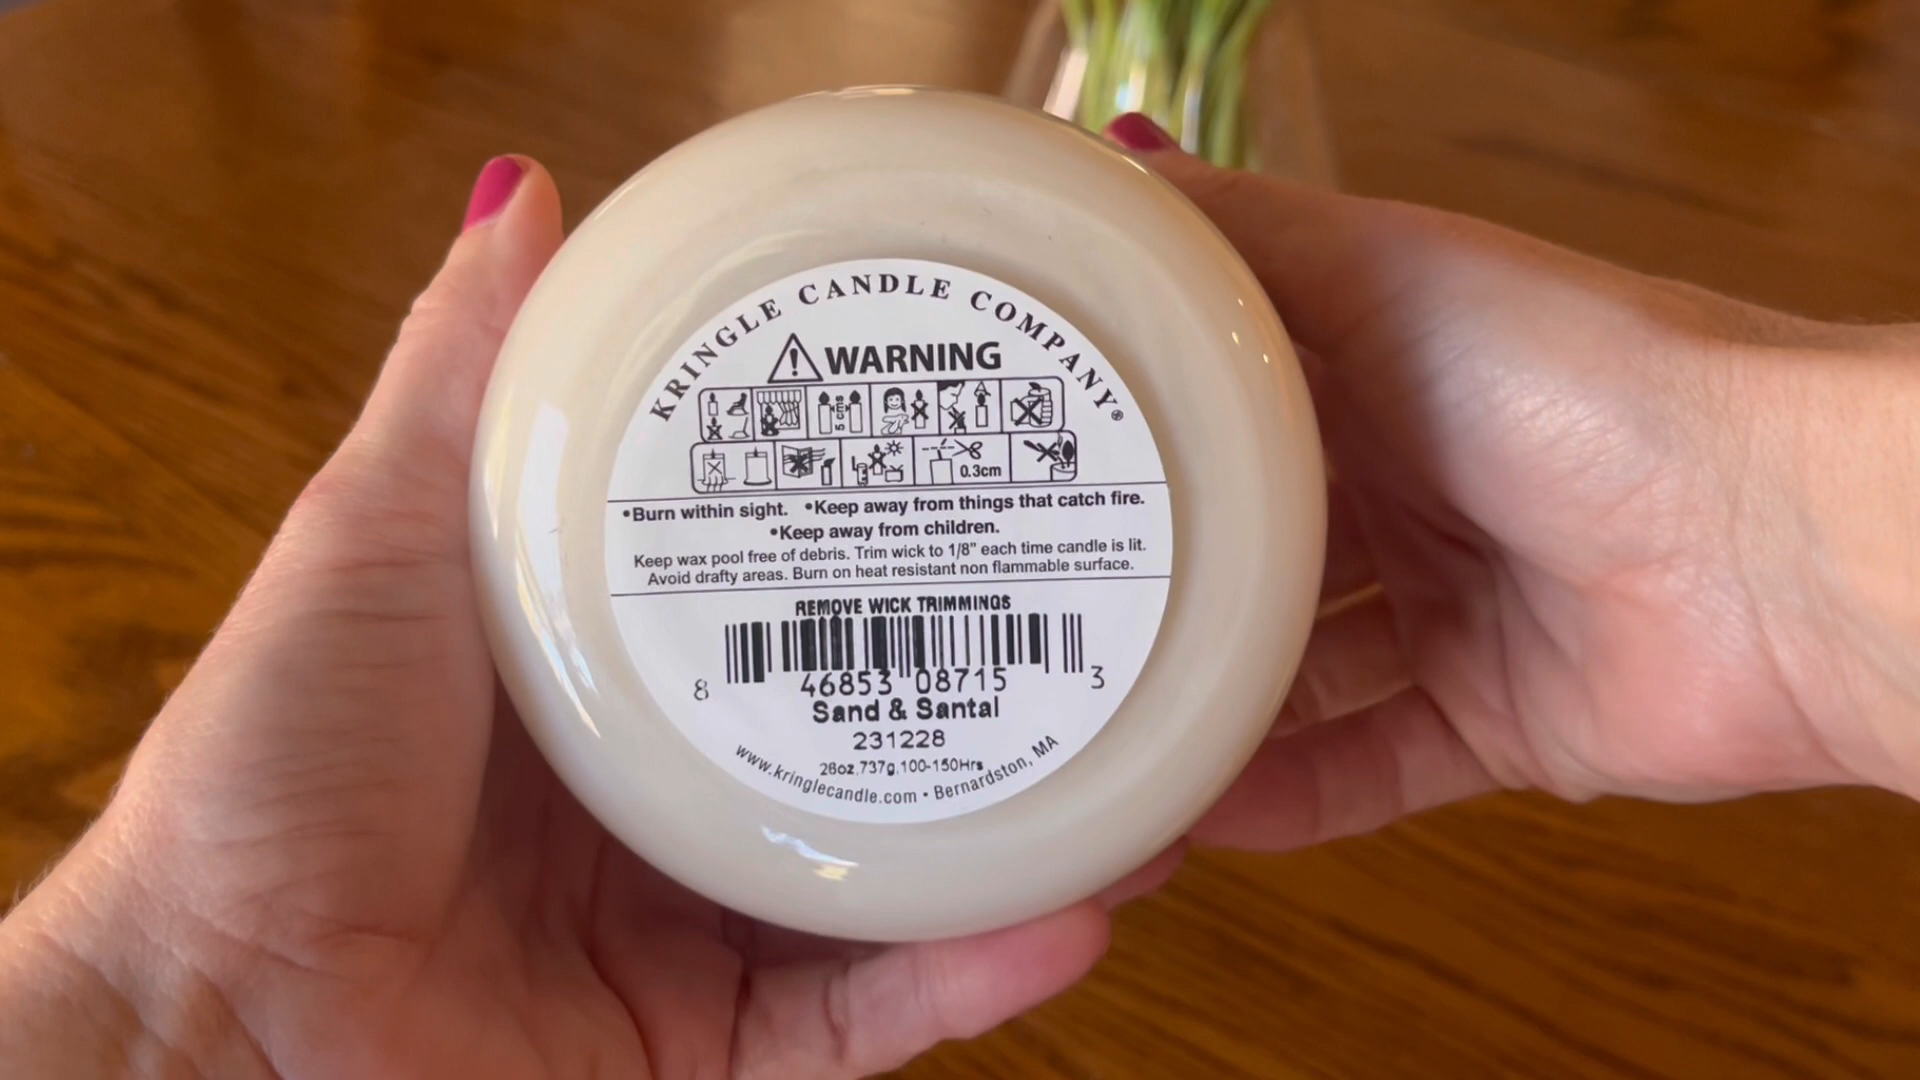 KRINGLE CANDLE COMPANY®
WARNING
5 cms
0.3cm
•Burn within sight. •Keep away from things that catch fire.
•Keep away from children.
Keep wax pool free of debris. Trim wick to 1/8" each time candle is lit.
Avoid drafty areas. Burn on heat resistant non flammable surface.
REMOVE WICK TRIMMINGS
8 46853 08715 3
Sand & Santal
231228
26oz,737g,100-150Hrs
www.kringlecandle.com • Bernardston, MA